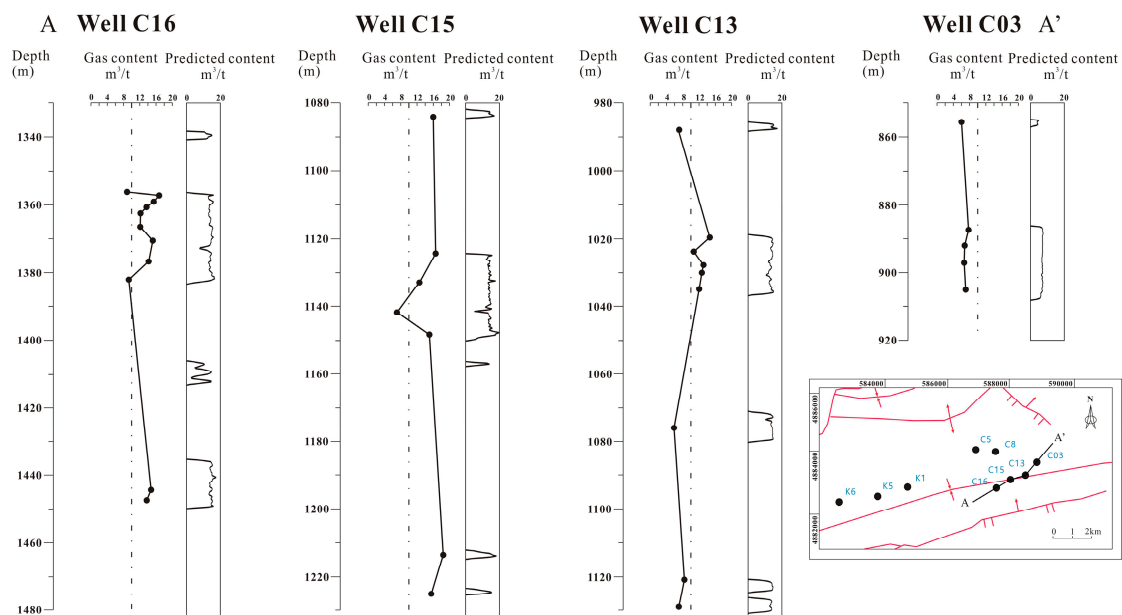 A Well C16
Depth (m)
Gas content m³/t
Predicted content m³/t
0 4 8 12 16 20
0 20
1340
1360
1380
1400
1420
1440
1460
1480
Well C15
Depth (m)
Gas content m³/t
Predicted content m³/t
0 4 8 12 16 20
0 20
1080
1100
1120
1140
1160
1180
1200
1220
Well C13
Depth (m)
Gas content m³/t
Predicted content m³/t
0 4 8 12 16 20
0 20
980
1000
1020
1040
1060
1080
1100
1120
Well C03 A’
Depth (m)
Gas content m³/t
Predicted content m³/t
0 4 8 12 16 20
0 20
860
880
900
920
584000 586000 588000 590000
4886000
4884000
4882000
N
A’
C5 C8
C03
C13
C15
C16
K1
K5
K6
A
0 2km